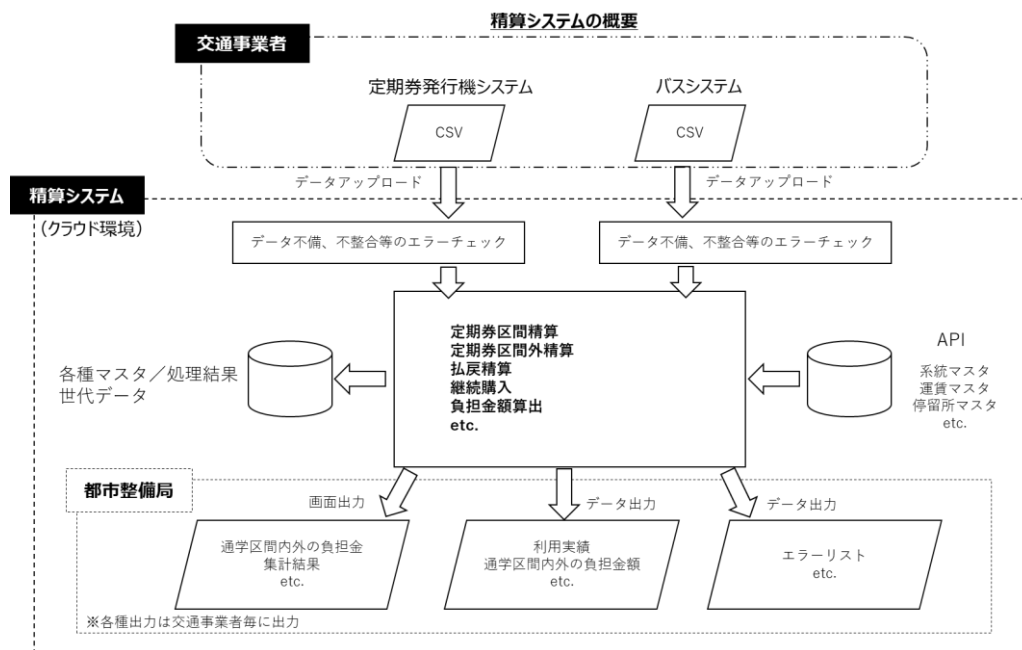 精算システムの概要
交通事業者
定期券発行機システム
バスシステム
CSV
CSV
データアップロード
データアップロード
精算システム
(クラウド環境)
データ不備、不整合等のエラーチェック
データ不備、不整合等のエラーチェック
定期券区間精算
定期券区間外精算
払戻精算
継続購入
負担金額算出
etc.
各種マスタ／処理結果
世代データ
API
系統マスタ
運賃マスタ
停留所マスタ
etc.
都市整備局
画面出力
データ出力
データ出力
通学区間内外の負担金
集計結果
etc.
利用実績
通学区間内外の負担金額
etc.
エラーリスト
etc.
※各種出力は交通事業者毎に出力